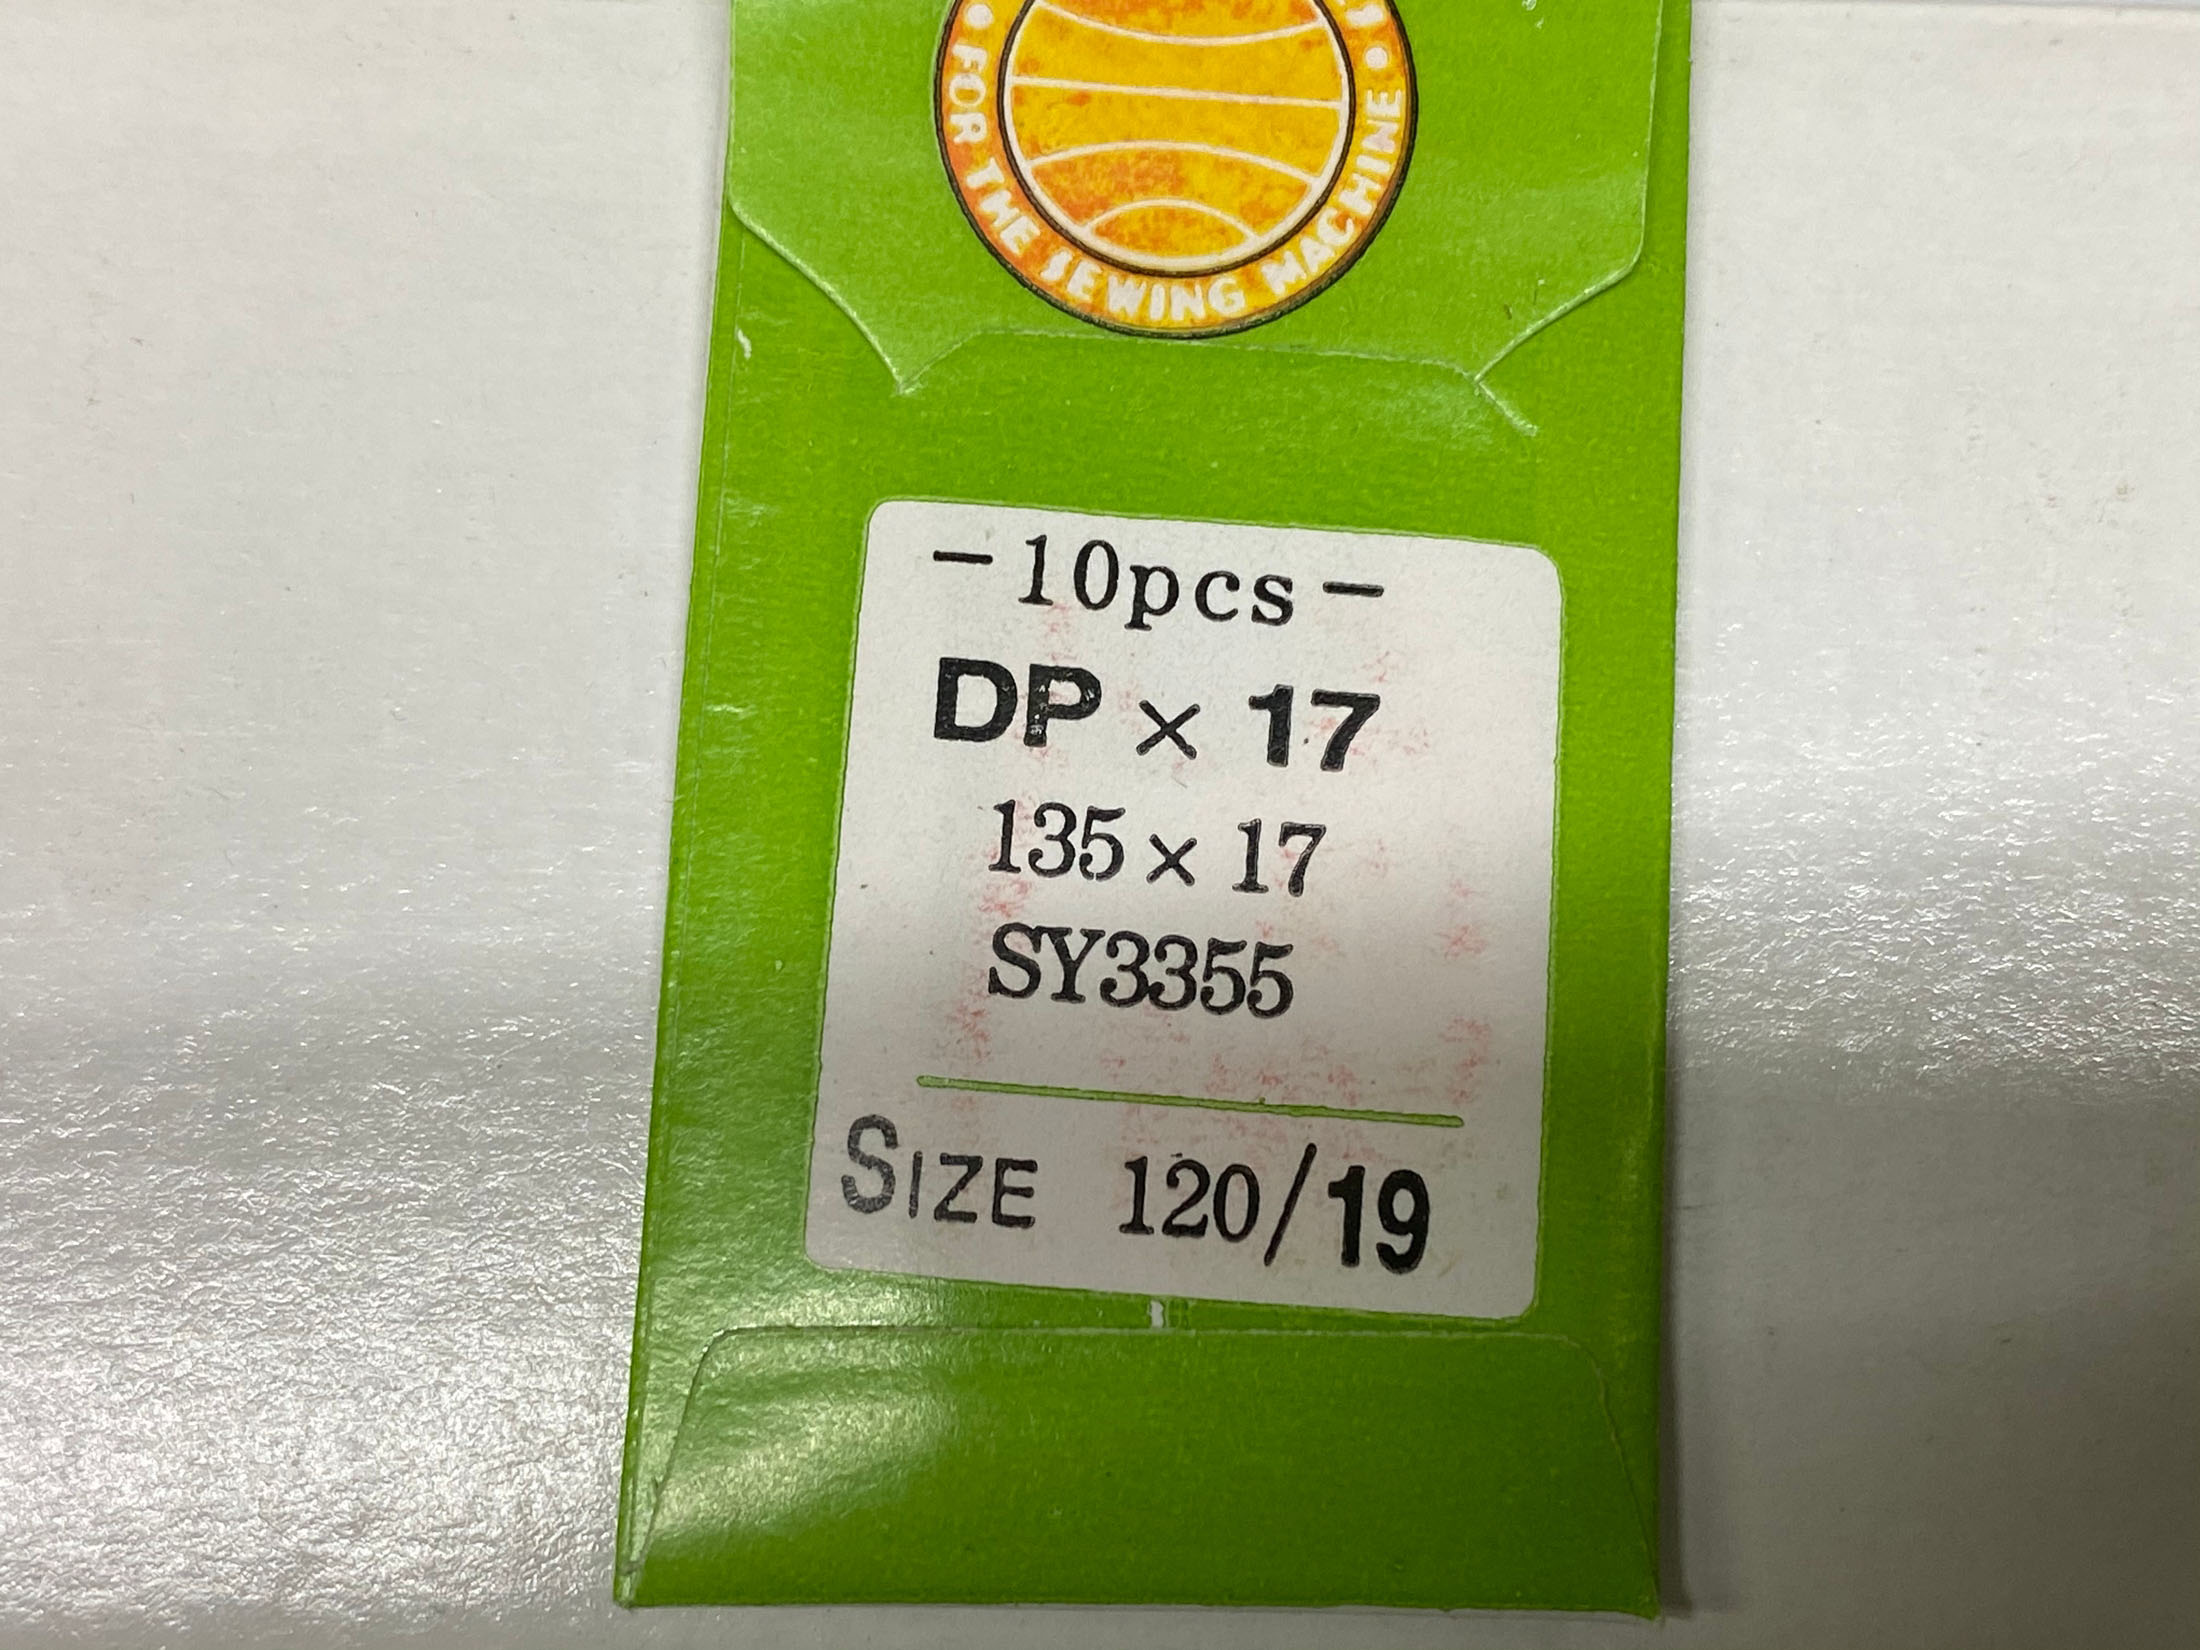 FOR THE SEWING MACHINE
-10pcs-
DP × 17
135 × 17
SY3355
SIZE 120/19